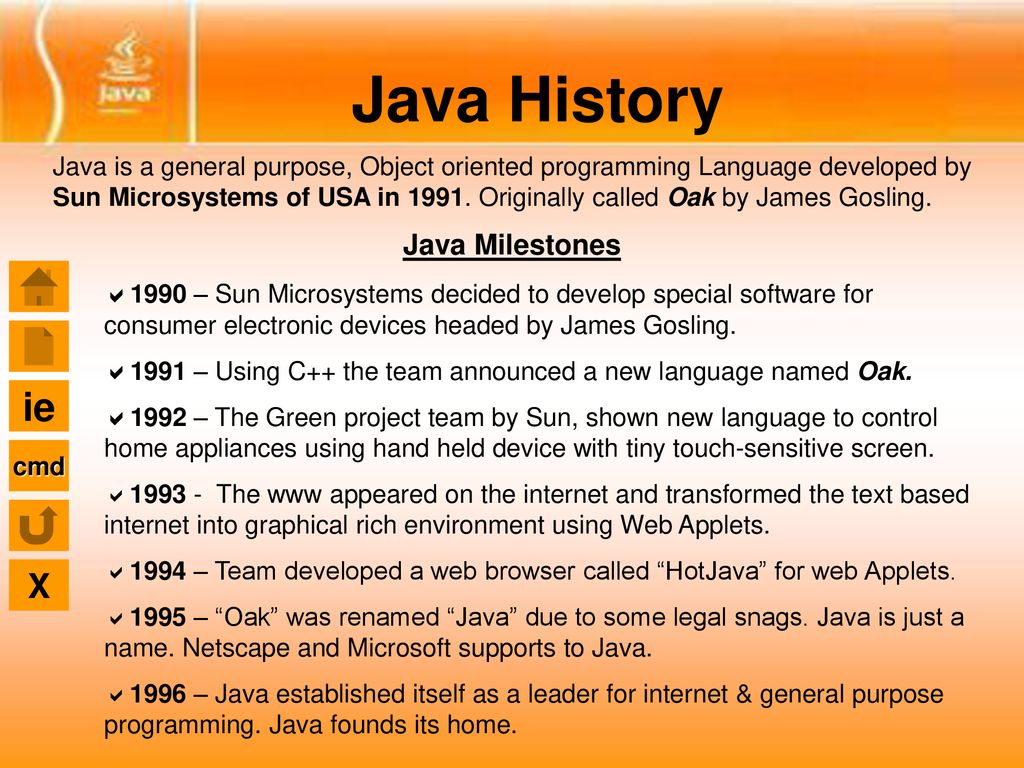 Java
Java History
Java is a general purpose, Object oriented programming Language developed by
Sun Microsystems of USA in 1991. Originally called Oak by James Gosling.
Java Milestones
1990 – Sun Microsystems decided to develop special software for
consumer electronic devices headed by James Gosling.
1991 – Using C++ the team announced a new language named Oak.
1992 – The Green project team by Sun, shown new language to control
home appliances using hand held device with tiny touch-sensitive screen.
1993 - The www appeared on the internet and transformed the text based
internet into graphical rich environment using Web Applets.
1994 – Team developed a web browser called “HotJava” for web Applets.
1995 – “Oak” was renamed “Java” due to some legal snags. Java is just a
name. Netscape and Microsoft supports to Java.
1996 – Java established itself as a leader for internet & general purpose
programming. Java founds its home.
ie
cmd
X